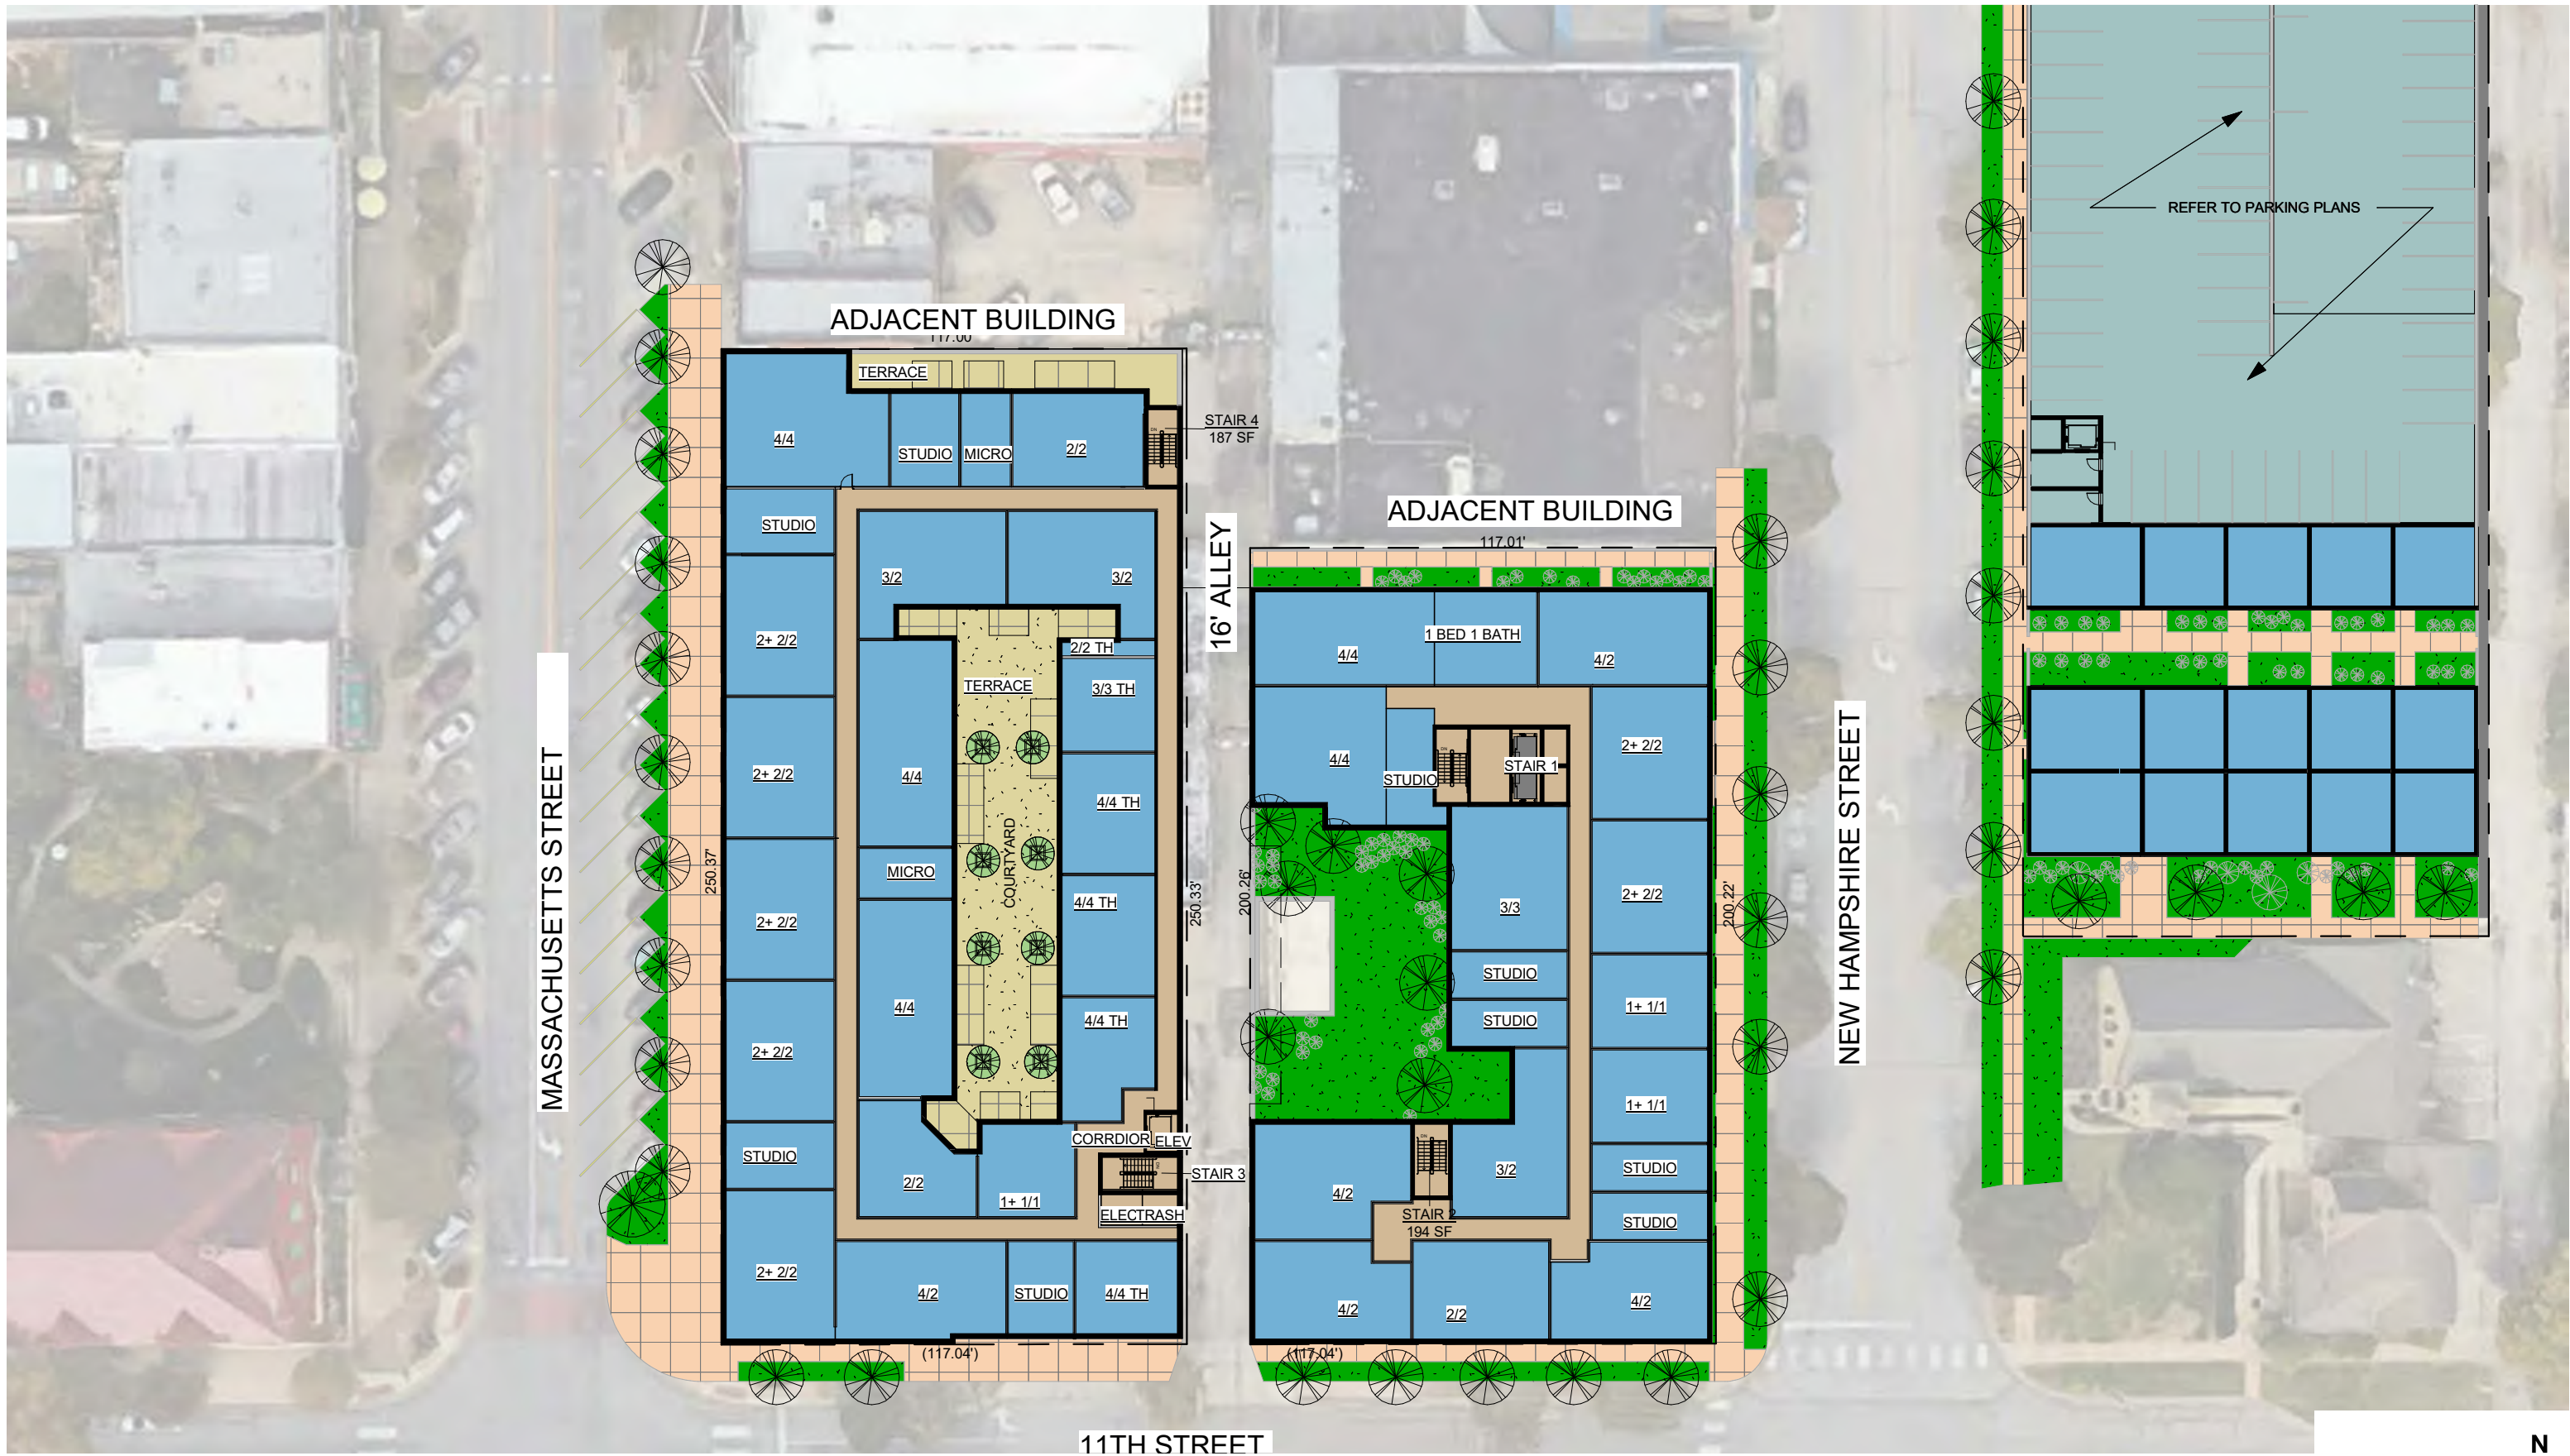 REFER TO PARKING PLANS
ADJACENT BUILDING
117.00'
TERRACE
STAIR 4
187 SF
4/4
STUDIO
MICRO
2/2
STUDIO
3/2
3/2
2+ 2/2
2/2 TH
TERRACE
3/3 TH
2+ 2/2
4/4
4/4 TH
COURTYARD
MICRO
4/4 TH
2+ 2/2
4/4
4/4 TH
2+ 2/2
CORRDIOR
ELEV
STUDIO
STAIR 3
2/2
1+ 1/1
ELECTRASH
2+ 2/2
4/2
STUDIO
4/4 TH
(117.04')
250.37'
250.33'
MASSACHUSETTS STREET
16' ALLEY
ADJACENT BUILDING
117.01'
4/4
1 BED 1 BATH
4/2
4/4
STUDIO
STAIR 1
2+ 2/2
2+ 2/2
3/3
STUDIO
STUDIO
1+ 1/1
1+ 1/1
3/2
STUDIO
4/2
STAIR 2
194 SF
STUDIO
4/2
2/2
4/2
(117.04')
200.26'
200.22'
NEW HAMPSHIRE STREET
11TH STREET
N